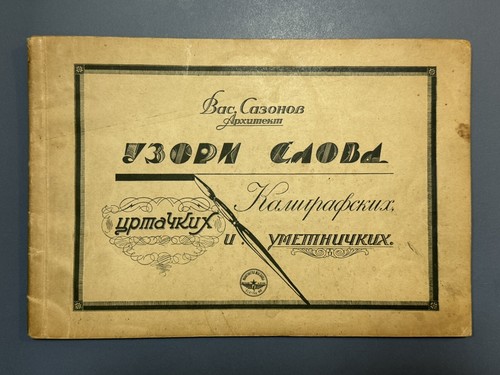 Вас. Сазонов
Архитект
УЗОРИ СЛОВА
Калиграфских,
цртачких
и уметничких.